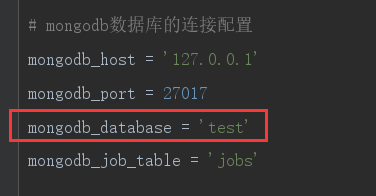 # mongodb数据库的连接配置
mongodb_host = '127.0.0.1'
mongodb_port = 27017
mongodb_database = 'test'
mongodb_job_table = 'jobs'